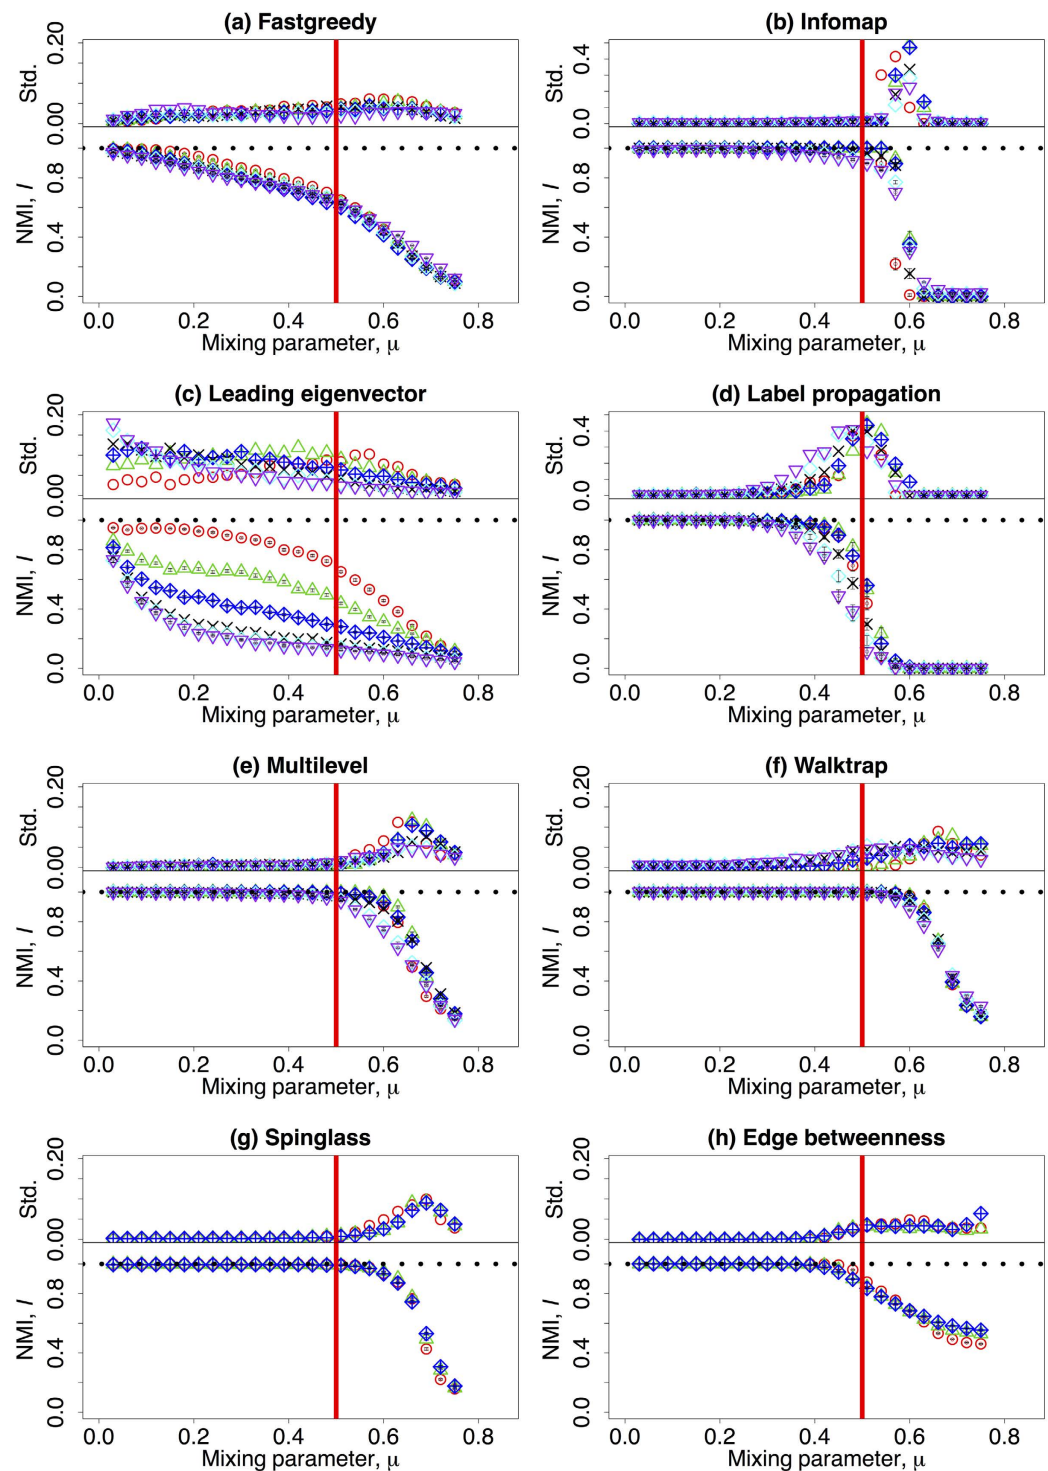 (a) Fastgreedy
Std.
0.00 0.20
NMI, I
0.0 0.4 0.8
0.0 0.2 0.4 0.6 0.8
Mixing parameter, μ
(b) Infomap
Std.
0.0 0.4
NMI, I
0.0 0.4 0.8
0.0 0.2 0.4 0.6 0.8
Mixing parameter, μ
(c) Leading eigenvector
Std.
0.00 0.20
NMI, I
0.0 0.4 0.8
0.0 0.2 0.4 0.6 0.8
Mixing parameter, μ
(d) Label propagation
Std.
0.0 0.4
NMI, I
0.0 0.4 0.8
0.0 0.2 0.4 0.6 0.8
Mixing parameter, μ
(e) Multilevel
Std.
0.00 0.20
NMI, I
0.0 0.4 0.8
0.0 0.2 0.4 0.6 0.8
Mixing parameter, μ
(f) Walktrap
Std.
0.00 0.20
NMI, I
0.0 0.4 0.8
0.0 0.2 0.4 0.6 0.8
Mixing parameter, μ
(g) Spinglass
Std.
0.00 0.20
NMI, I
0.0 0.4 0.8
0.0 0.2 0.4 0.6 0.8
Mixing parameter, μ
(h) Edge betweenness
Std.
0.00 0.20
NMI, I
0.0 0.4 0.8
0.0 0.2 0.4 0.6 0.8
Mixing parameter, μ